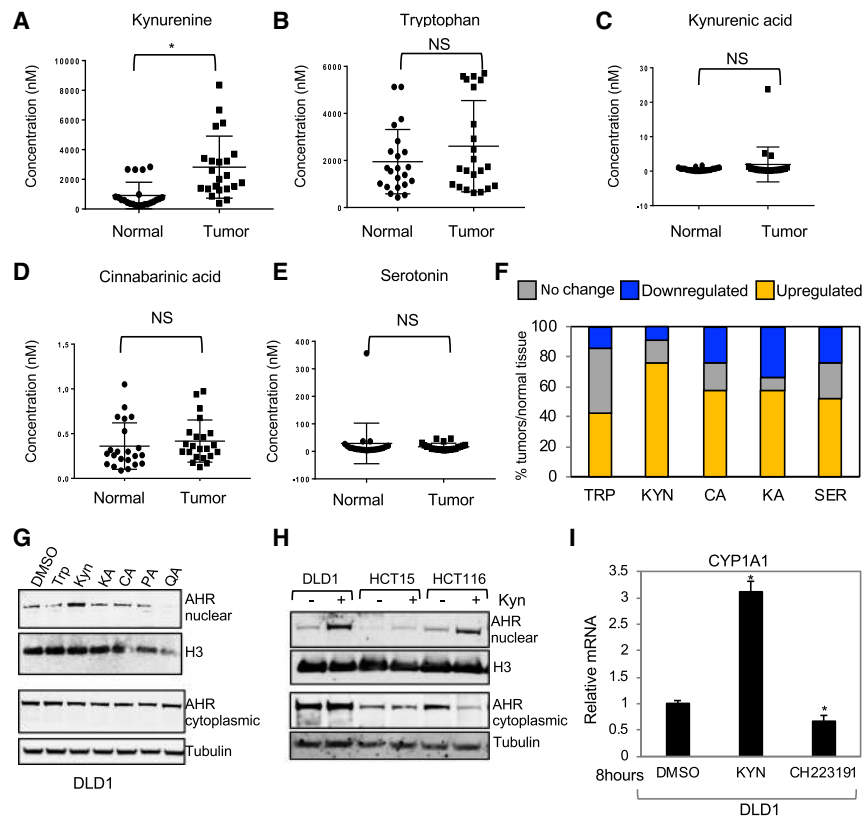 A
Kynurenine
*
Concentration (nM)
10000
8000
6000
4000
2000
0
Normal
Tumor
B
Tryptophan
NS
Concentration (nM)
6000
4000
2000
0
Normal
Tumor
C
Kynurenic acid
NS
Concentration (nM)
30
20
10
0
-10
Normal
Tumor
D
Cinnabarinic acid
NS
Concentration (nM)
1.5
1.0
0.5
0.0
Normal
Tumor
E
Serotonin
NS
Concentration (nM)
400
300
200
100
0
-100
Normal
Tumor
F
No change
Downregulated
Upregulated
% tumors/normal tissue
100
80
60
40
20
0
TRP
KYN
CA
KA
SER
G
DMSO
Trp
Kyn
KA
CA
PA
QA
AHR
nuclear
H3
AHR
cytoplasmic
Tubulin
DLD1
H
DLD1
HCT15
HCT116
- + - + - + Kyn
AHR
nuclear
H3
AHR
cytoplasmic
Tubulin
I
CYP1A1
Relative mRNA
3.5
3
2.5
2
1.5
1
0.5
0
*
*
8hours
DMSO
KYN
CH223191
DLD1